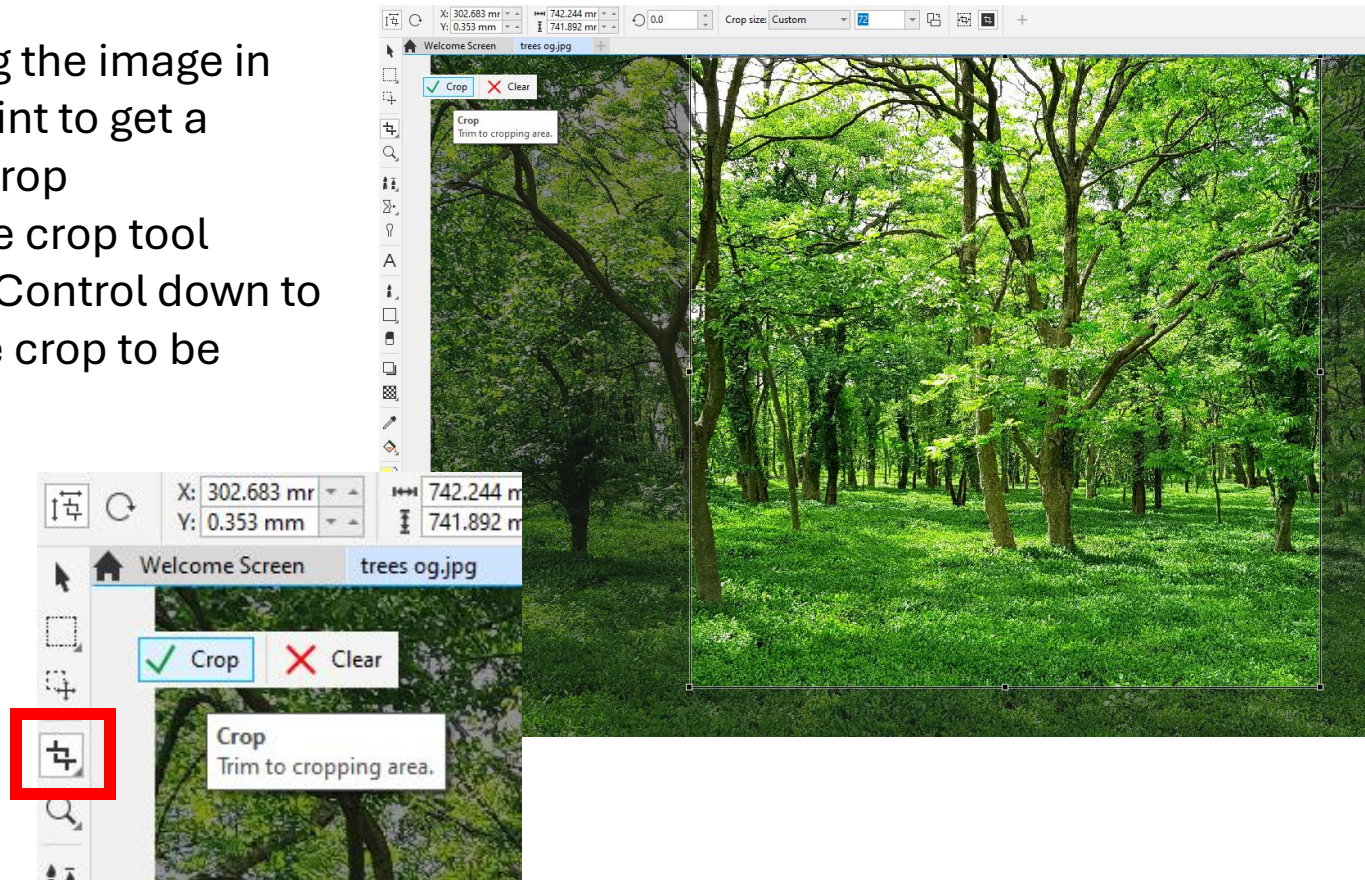 g the image in
int to get a
rop
e crop tool
Control down to
e crop to be
X: 302.683 mr
Y: 0.353 mm
742.244 mr
741.892 mr
0.0
Crop size: Custom
72
Welcome Screen
trees og.jpg
Crop
Clear
Crop
Trim to cropping area.
A
X: 302.683 mr
Y: 0.353 mm
742.244 m
741.892 m
Welcome Screen
trees og.jpg
Crop
Clear
Crop
Trim to cropping area.